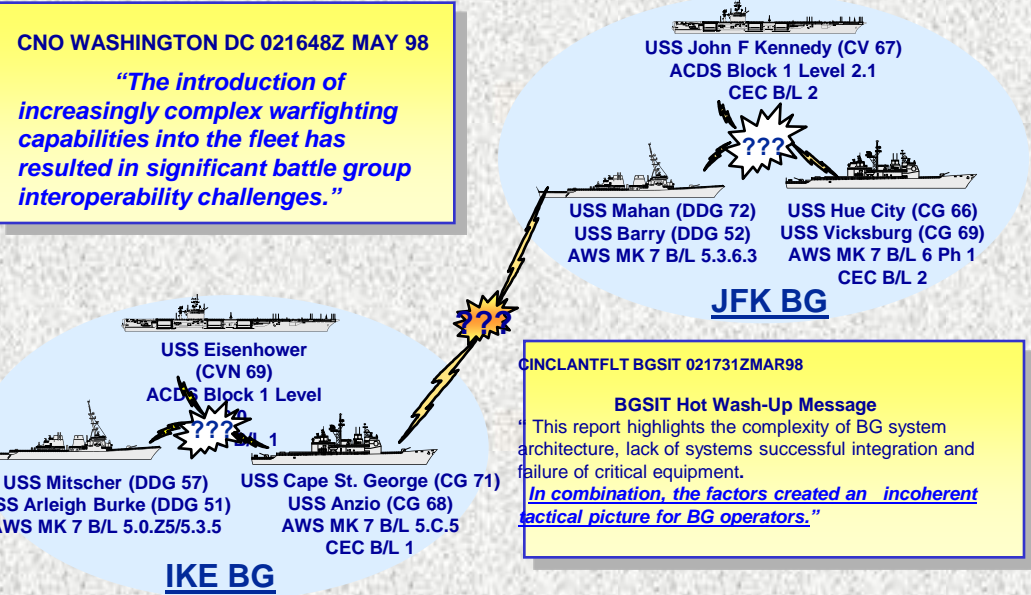 CNO WASHINGTON DC 021648Z MAY 98
“The introduction of
increasingly complex warfighting
capabilities into the fleet has
resulted in significant battle group
interoperability challenges.”
USS John F Kennedy (CV 67)
ACDS Block 1 Level 2.1
CEC B/L 2
???
USS Mahan (DDG 72)
USS Barry (DDG 52)
AWS MK 7 B/L 5.3.6.3
USS Hue City (CG 66)
USS Vicksburg (CG 69)
AWS MK 7 B/L 6 Ph 1
CEC B/L 2
JFK BG
???
USS Eisenhower
(CVN 69)
ACDS Block 1 Level
1
???
USS Mitscher (DDG 57)
SS Arleigh Burke (DDG 51)
AWS MK 7 B/L 5.0.Z5/5.3.5
USS Cape St. George (CG 71)
USS Anzio (CG 68)
AWS MK 7 B/L 5.C.5
CEC B/L 1
IKE BG
CINCLANTFLT BGSIT 021731ZMAR98
BGSIT Hot Wash-Up Message
“ This report highlights the complexity of BG system
architecture, lack of systems successful integration and
failure of critical equipment.
In combination, the factors created an incoherent
tactical picture for BG operators.”